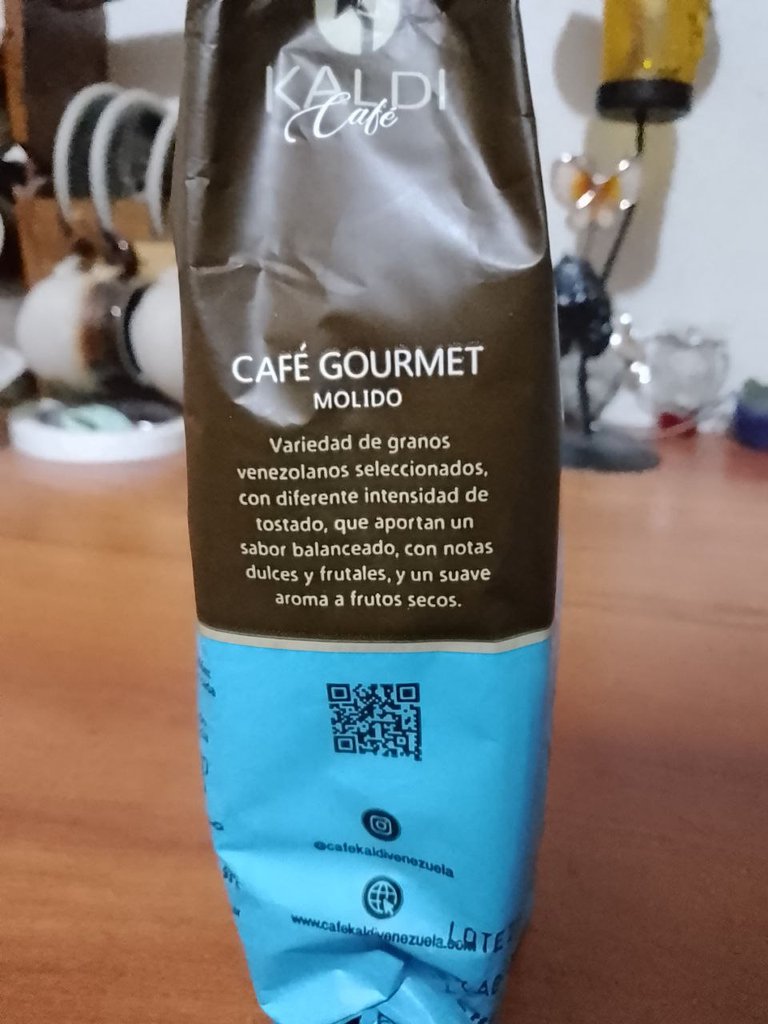 KALDI
Café
CAFÉ GOURMET
MOLIDO
Variedad de granos
venezolanos seleccionados,
con diferente intensidad de
tostado, que aportan un
sabor balanceado, con notas
dulces y frutales, y un suave
aroma a frutos secos.
@cafekaldivenezuela
www.cafekaldivenezuela.com
LOTE